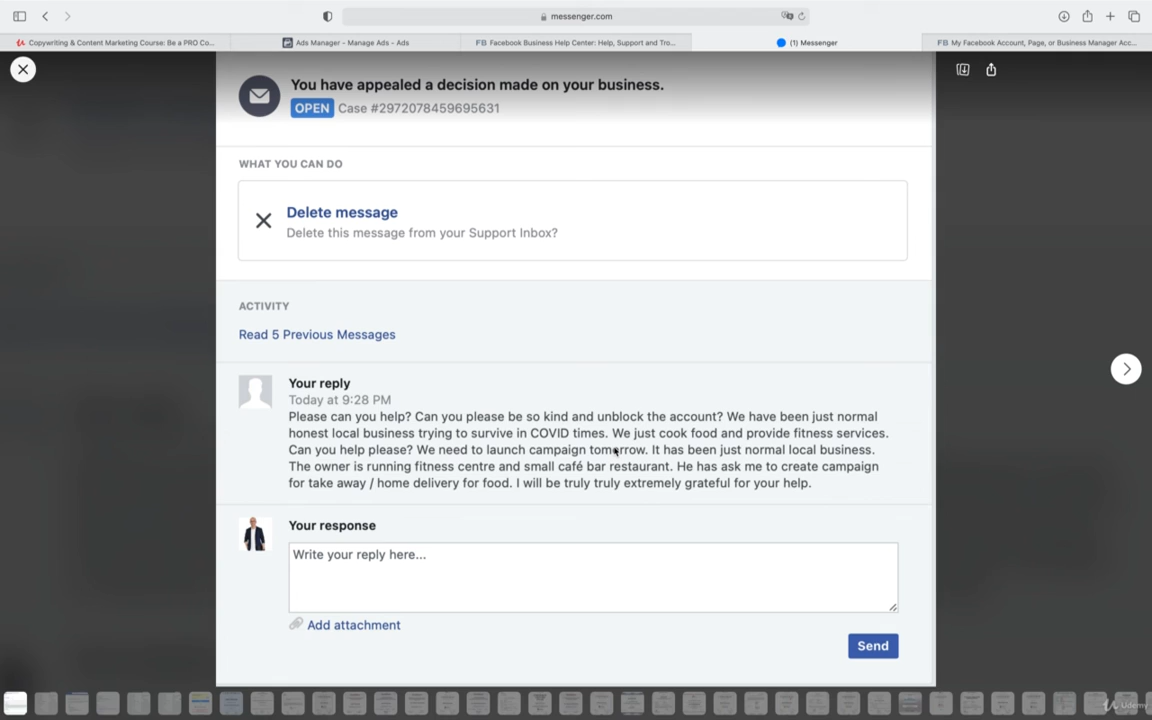 messenger.com
Copywriting & Content Marketing Course: Be a PRO Co...
Ads Manager - Manage Ads - Ads
FB Facebook Business Help Center: Help, Support and Tro...
(1) Messenger
FB My Facebook Account, Page, or Business Manager Acc...
You have appealed a decision made on your business.
OPEN Case #2972078459695631
WHAT YOU CAN DO
Delete message
Delete this message from your Support Inbox?
ACTIVITY
Read 5 Previous Messages
Your reply
Today at 9:28 PM
Please can you help? Can you please be so kind and unblock the account? We have been just normal
honest local business trying to survive in COVID times. We just cook food and provide fitness services.
Can you help please? We need to launch campaign tomorrow. It has been just normal local business.
The owner is running fitness centre and small café bar restaurant. He has ask me to create campaign
for take away / home delivery for food. I will be truly truly extremely grateful for your help.
Your response
Write your reply here...
Add attachment
Send
Udemy